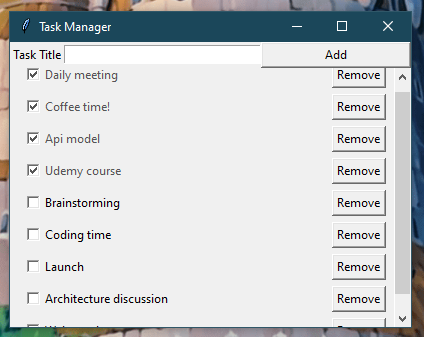 Task Manager
Task Title Add
Daily meeting Remove
Coffee time! Remove
Api model Remove
Udemy course Remove
Brainstorming Remove
Coding time Remove
Launch Remove
Architecture discussion Remove